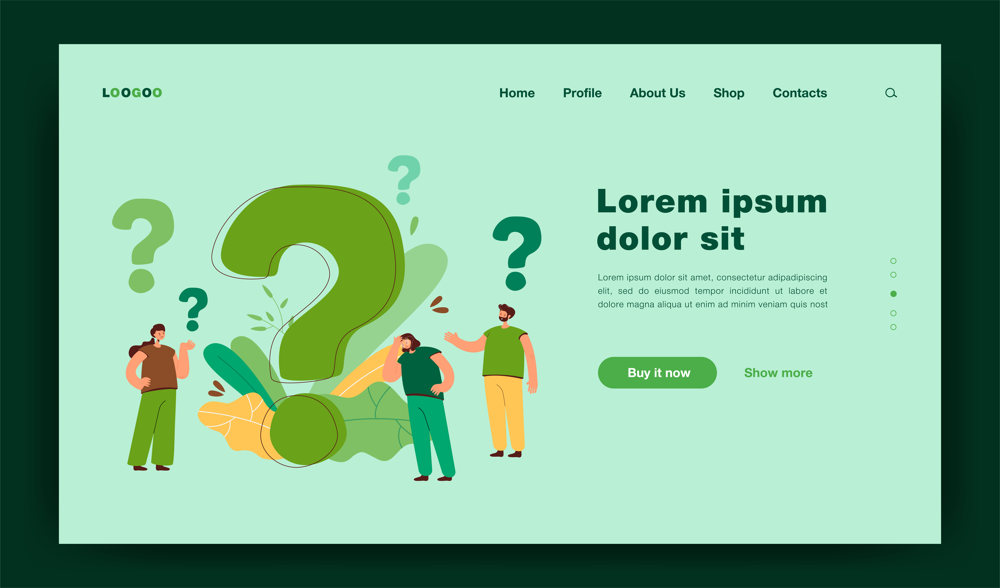 LOOGOO
Home Profile About Us Shop Contacts
Lorem ipsum
dolor sit
Lorem ipsum dolor sit amet, consectetur adipadipiscing
elit, sed do eiusmod tempor incididunt ut labore et
dolore magna aliqua ut enim ad minim veniam quis nost
Buy it now Show more
? ? ? ? ?